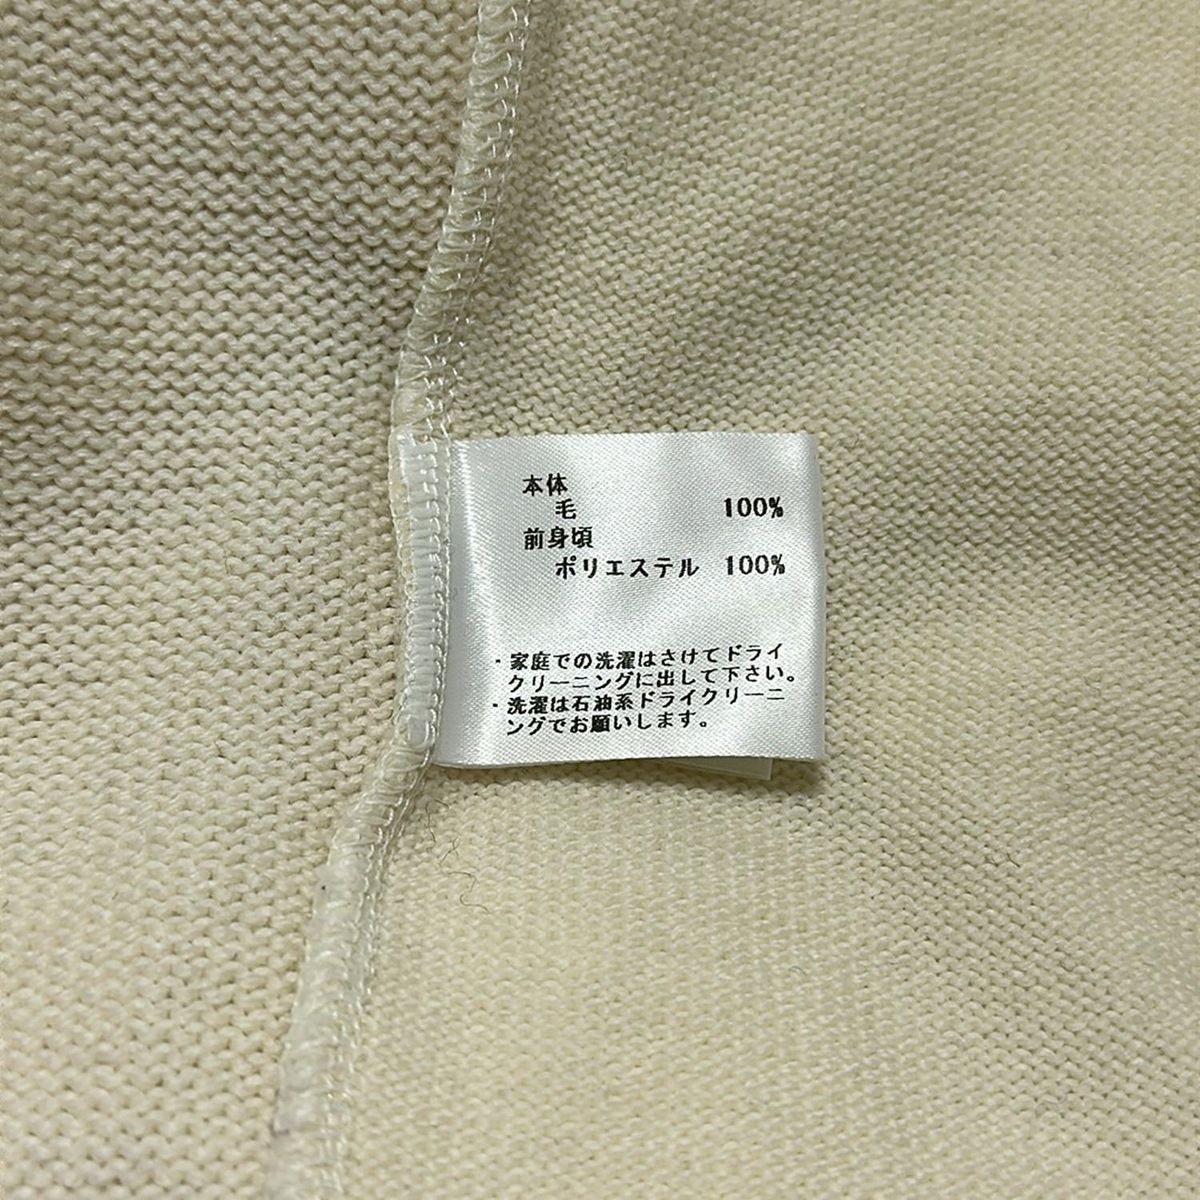 本体
毛 100%
前身頃
ポリエステル 100%
・家庭での洗濯はさけてドライ
クリーニングに出して下さい。
・洗濯は石油系ドライクリーニ
ングでお願いします。